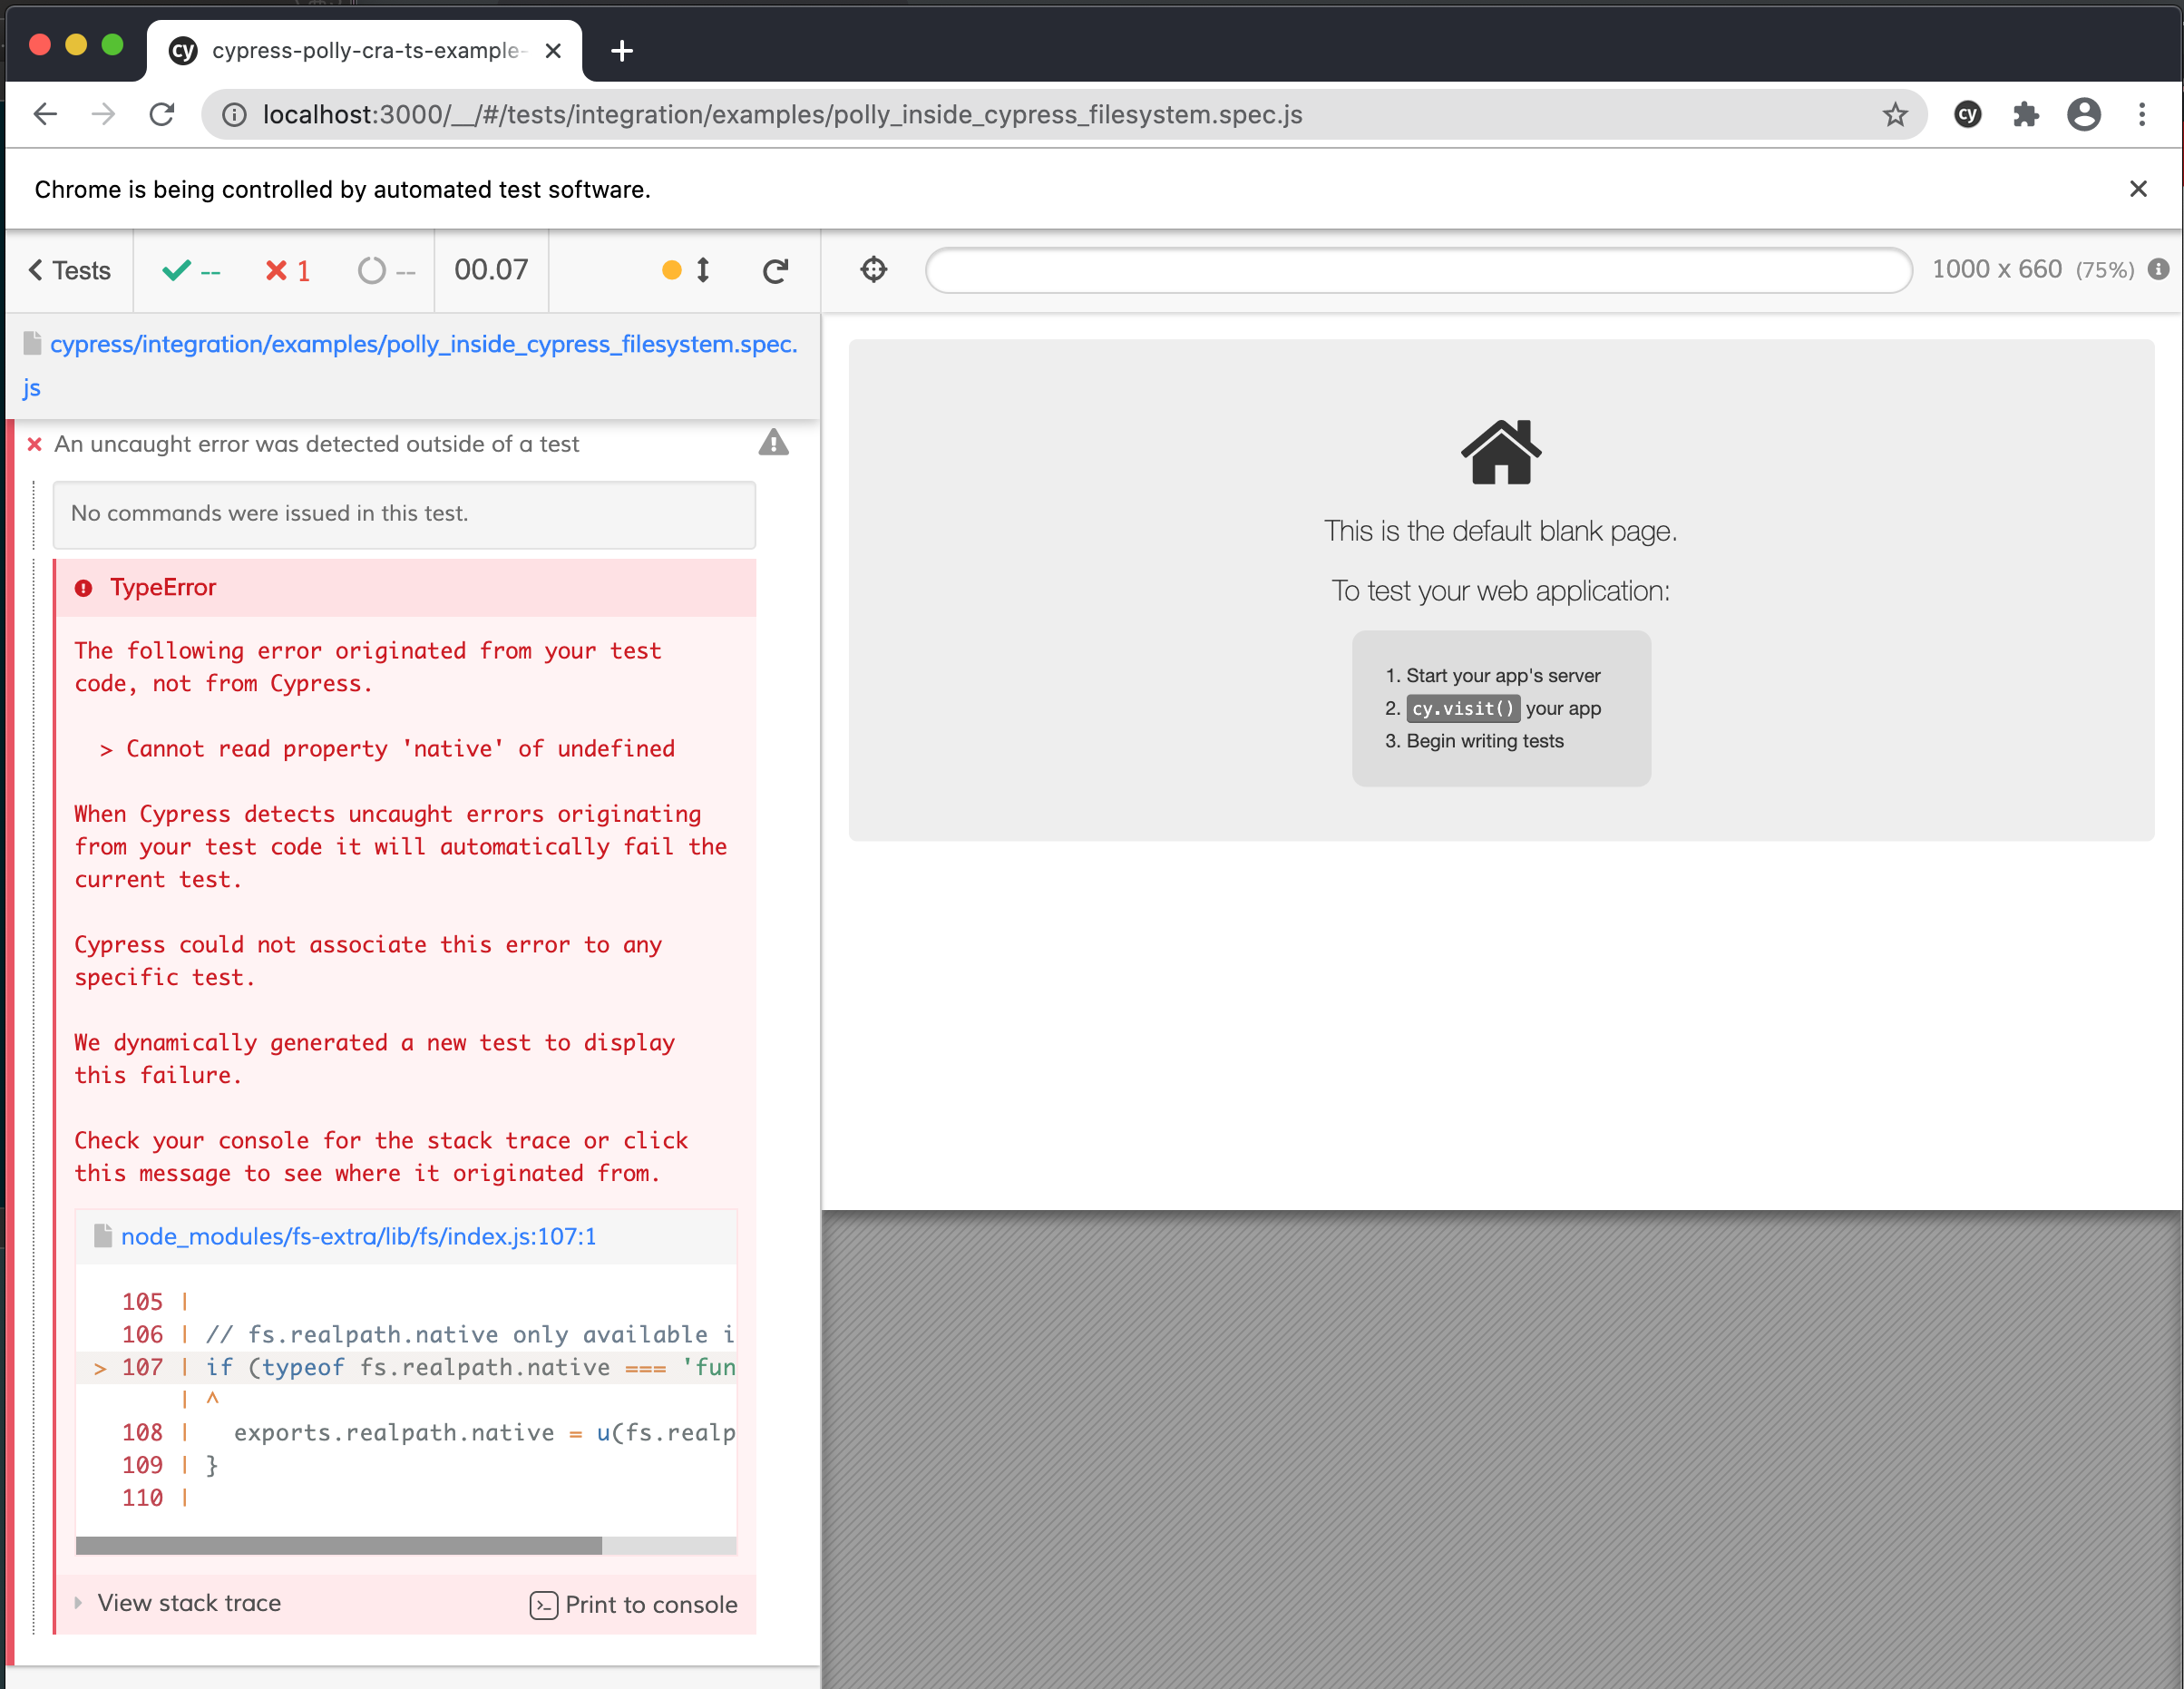 cypress-polly-cra-ts-example-
localhost:3000/__/#/tests/integration/examples/polly_inside_cypress_filesystem.spec.js
Chrome is being controlled by automated test software.
Tests
--
1
--
00.07
1000 x 660 (75%)
cypress/integration/examples/polly_inside_cypress_filesystem.spec.
js
An uncaught error was detected outside of a test
No commands were issued in this test.
TypeError
The following error originated from your test
code, not from Cypress.
> Cannot read property 'native' of undefined
When Cypress detects uncaught errors originating
from your test code it will automatically fail the
current test.
Cypress could not associate this error to any
specific test.
We dynamically generated a new test to display
this failure.
Check your console for the stack trace or click
this message to see where it originated from.
node_modules/fs-extra/lib/fs/index.js:107:1
105 |
106 | // fs.realpath.native only available i
> 107 | if (typeof fs.realpath.native === 'fun
| ^
108 | exports.realpath.native = u(fs.realp
109 | }
110 |
View stack trace
Print to console
This is the default blank page.
To test your web application:
1. Start your app's server
2. cy.visit() your app
3. Begin writing tests